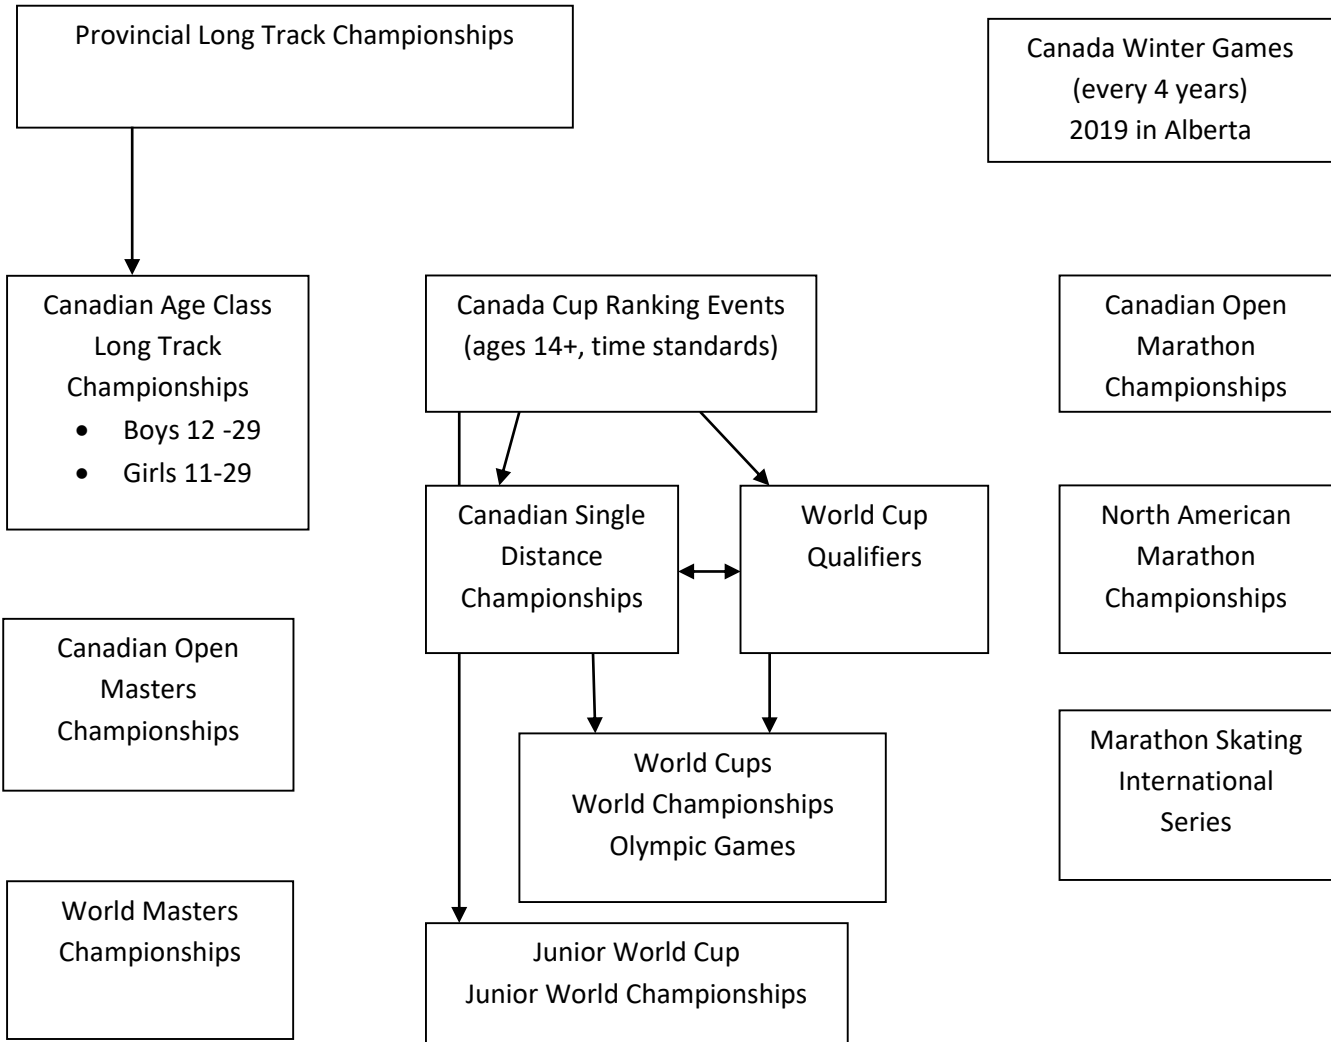 Provincial Long Track Championships
Canada Winter Games
(every 4 years)
2019 in Alberta
Canadian Age Class
Long Track
Championships
• Boys 12 -29
• Girls 11-29
Canada Cup Ranking Events
(ages 14+, time standards)
Canadian Open
Marathon
Championships
Canadian Single
Distance
Championships
World Cup
Qualifiers
North American
Marathon
Championships
Canadian Open
Masters
Championships
World Cups
World Championships
Olympic Games
Marathon Skating
International
Series
World Masters
Championships
Junior World Cup
Junior World Championships